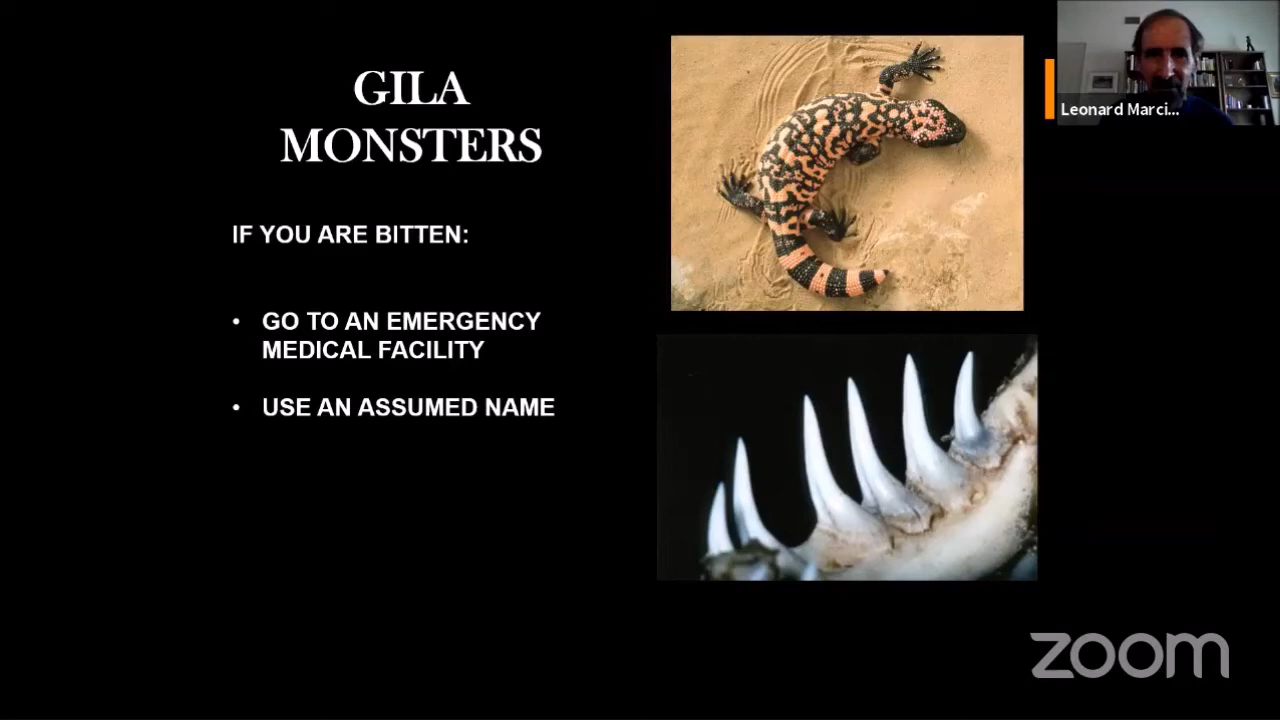 GILA
MONSTERS
IF YOU ARE BITTEN:
• GO TO AN EMERGENCY
MEDICAL FACILITY
• USE AN ASSUMED NAME
Leonard Marci...
zoom